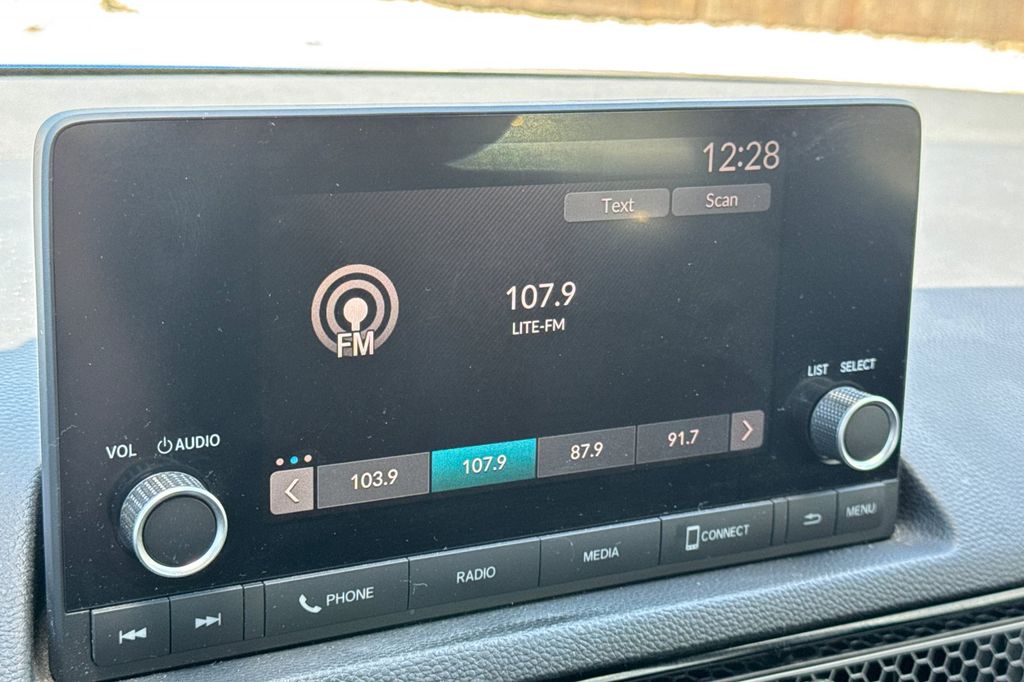 12:28
Text Scan
FM
107.9
LITE-FM
LIST SELECT
VOL AUDIO
103.9 107.9 87.9 91.7
PHONE RADIO MEDIA CONNECT MENU